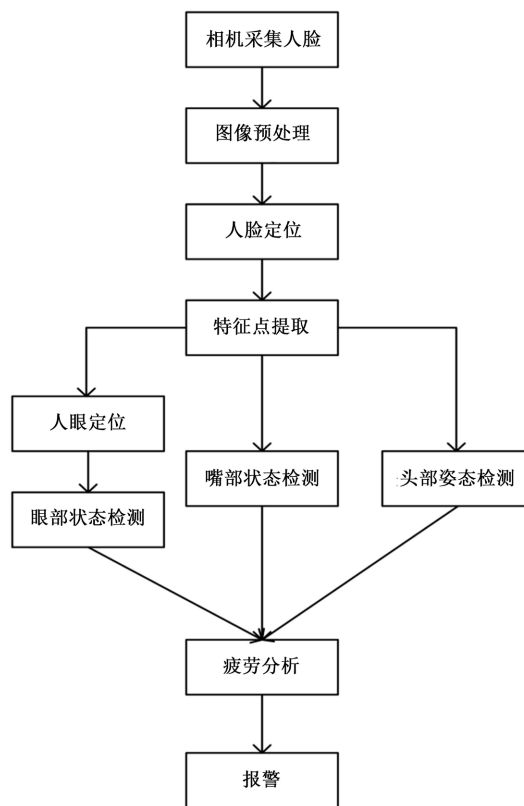 相机采集人脸
图像预处理
人脸定位
特征点提取
人眼定位
嘴部状态检测
头部姿态检测
眼部状态检测
疲劳分析
报警